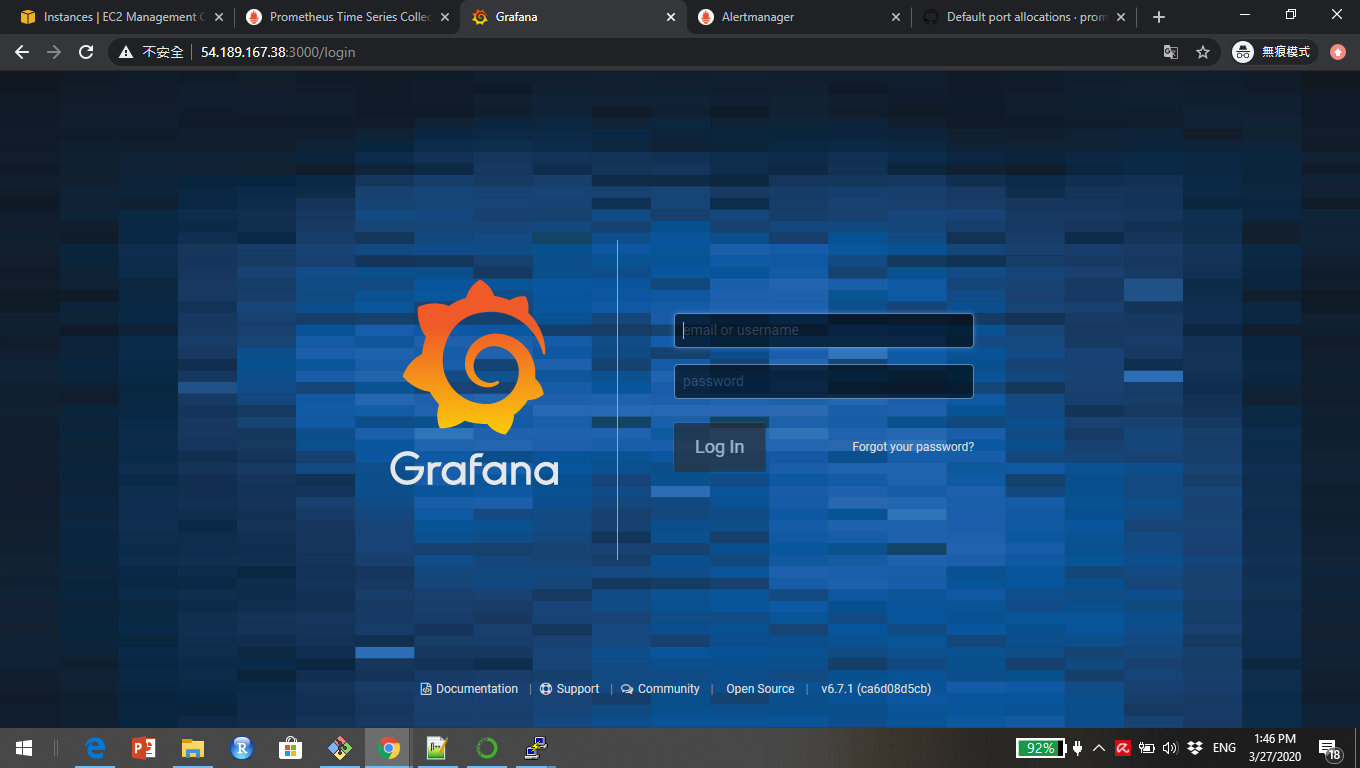 Instances | EC2 Management C
Prometheus Time Series Collec
Grafana
Alertmanager
Default port allocations · prom
不安全
54.189.167.38:3000/login
無痕模式
email or username
password
Log In
Forgot your password?
Grafana
Documentation | Support | Community | Open Source | v6.7.1 (ca6d08d5cb)
92%
ENG
1:46 PM
3/27/2020
18